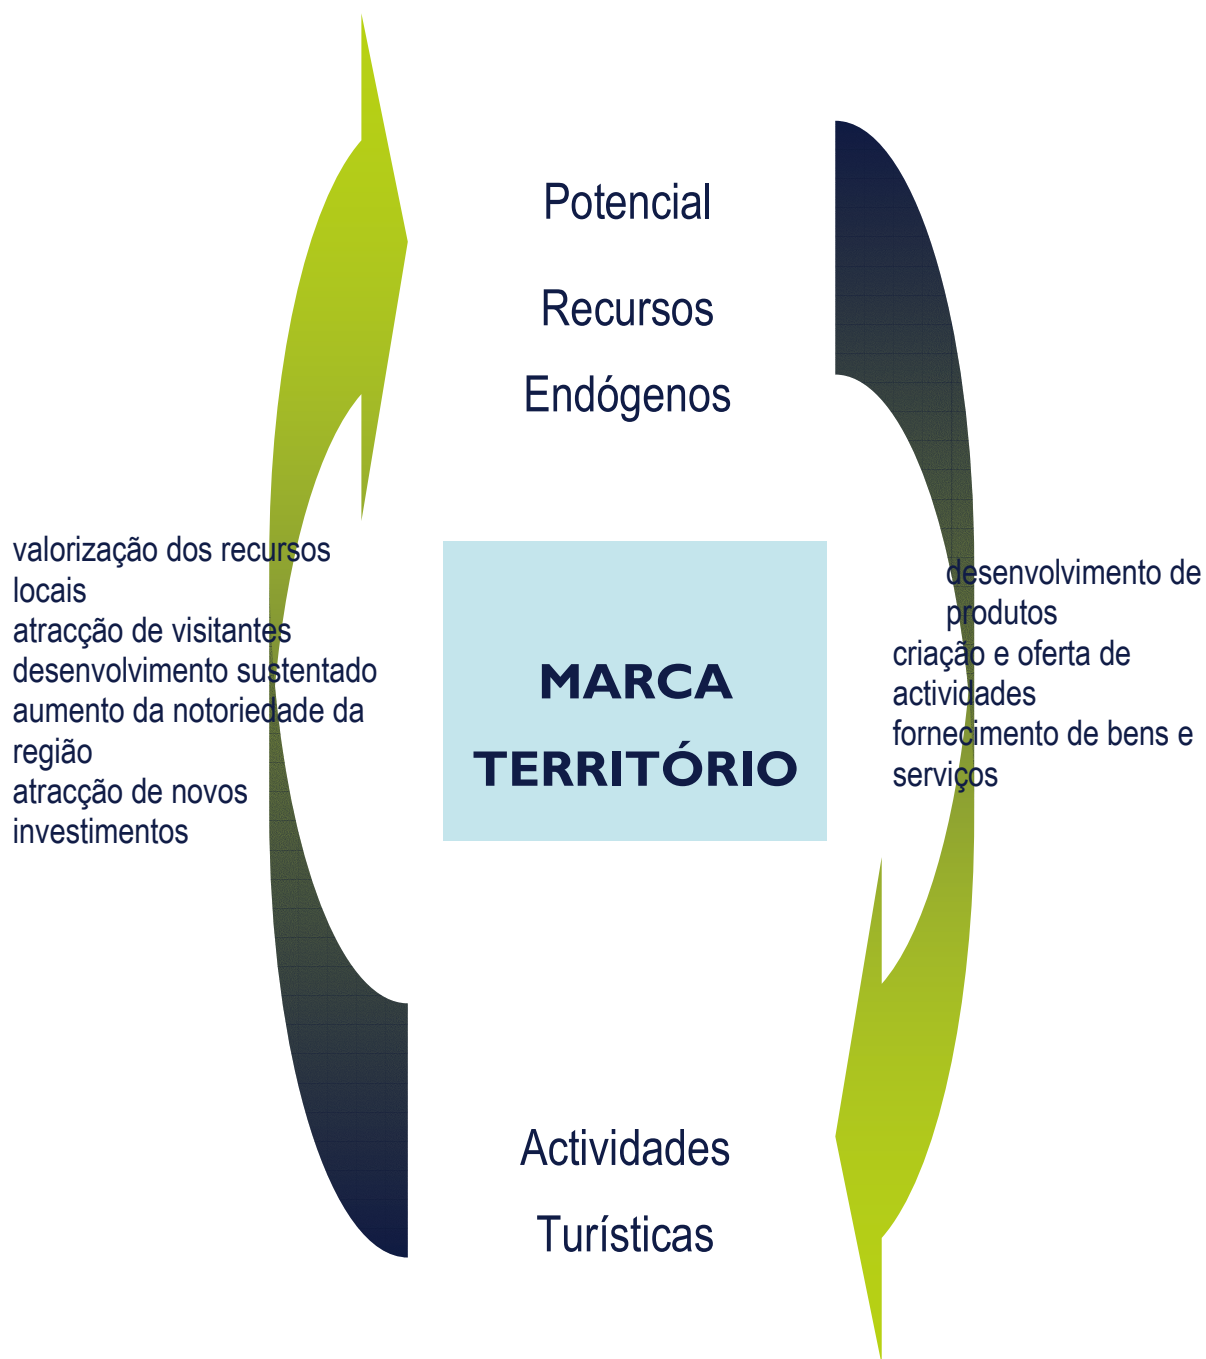 Potencial
Recursos
Endógenos
valorização dos recursos
locais
atracção de visitantes
desenvolvimento sustentado
aumento da notoriedade da
região
atracção de novos
investimentos
MARCA
TERRITÓRIO
desenvolvimento de
produtos
criação e oferta de
actividades
fornecimento de bens e
serviços
Actividades
Turísticas